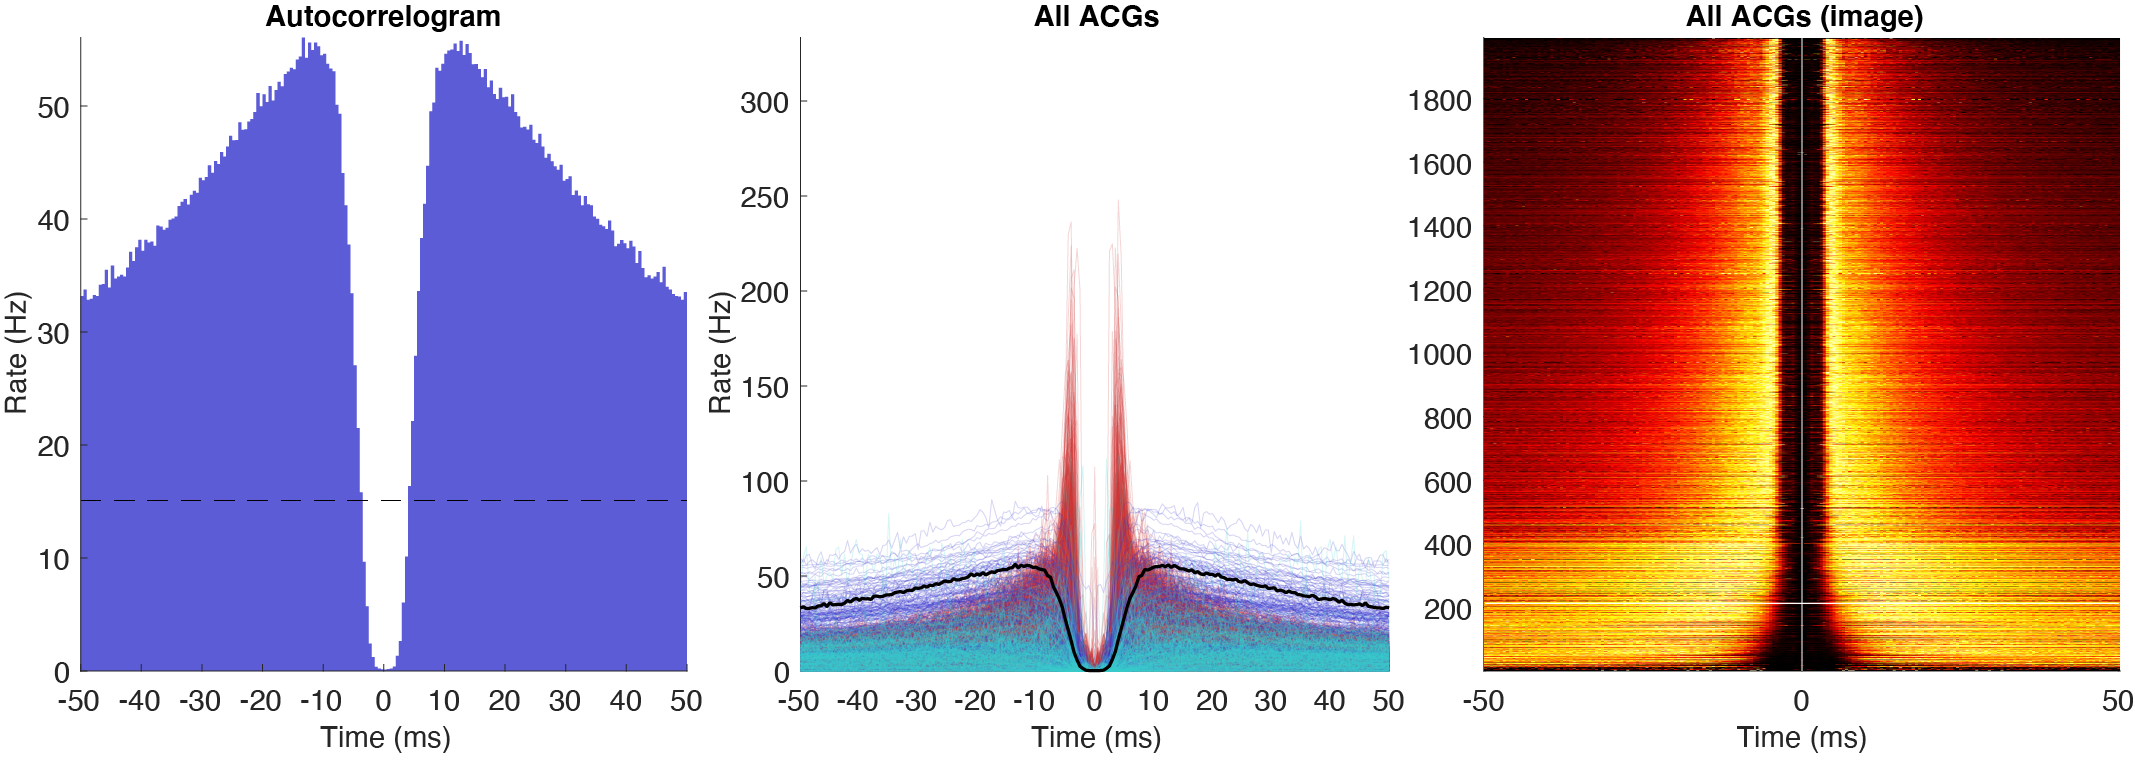 Autocorrelogram
Rate (Hz)
50
40
30
20
10
0
-50 -40 -30 -20 -10 0 10 20 30 40 50
Time (ms)
All ACGs
Rate (Hz)
300
250
200
150
100
50
0
-50 -40 -30 -20 -10 0 10 20 30 40 50
Time (ms)
All ACGs (image)
1800
1600
1400
1200
1000
800
600
400
200
-50 0 50
Time (ms)